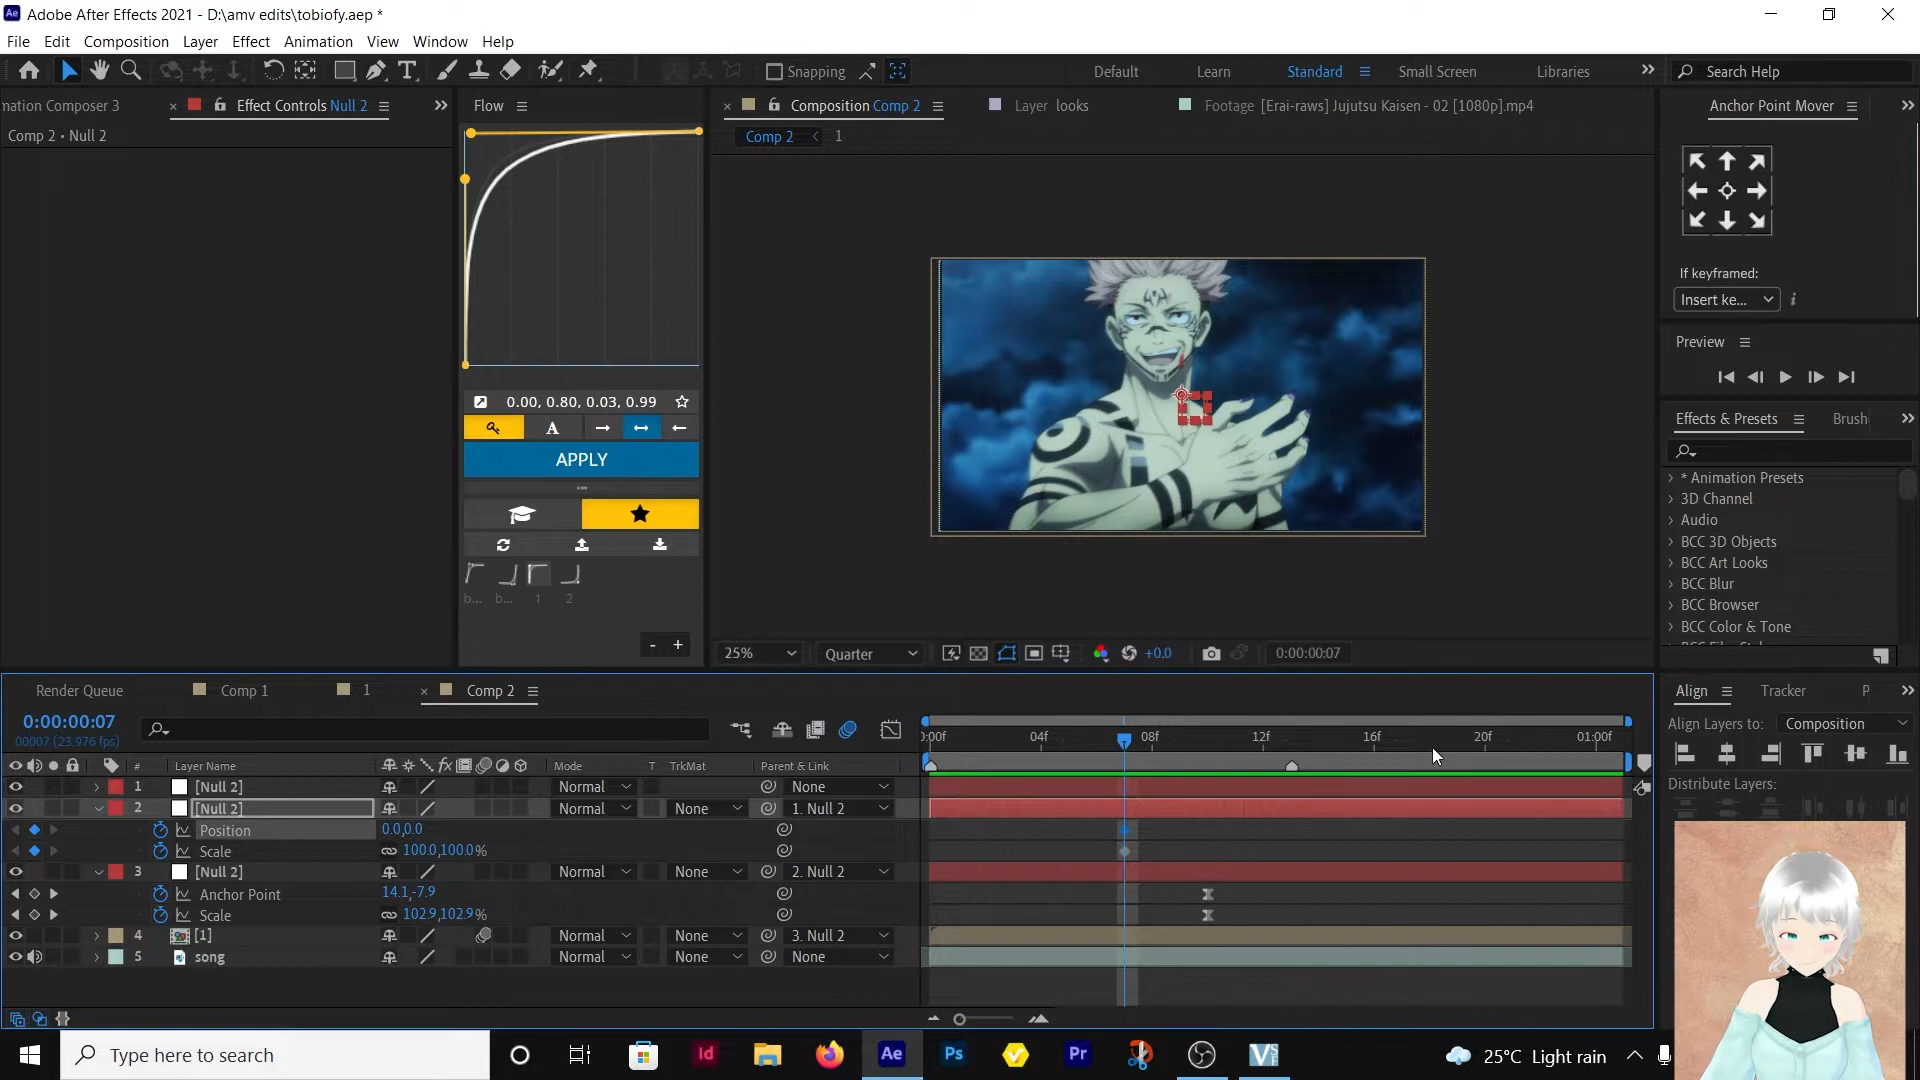 Adobe After Effects 2021 - D:\amv edits\tobiofy.aep *
File Edit Composition Layer Effect Animation View Window Help
Snapping Default Learn Standard Small Screen Libraries Search Help
mation Composer 3 Effect Controls Null 2
Comp 2 • Null 2
Flow
Composition Comp 2 Layer looks Footage [Erai-raws] Jujutsu Kaisen - 02 [1080p].mp4
Comp 2 1
Anchor Point Mover
If keyframed:
Insert ke...
Preview
0.00, 0.80, 0.03, 0.99
A
APPLY
b... b... 1 2
- +
Effects & Presets Brush
* Animation Presets
3D Channel
Audio
BCC 3D Objects
BCC Art Looks
BCC Blur
BCC Browser
BCC Color & Tone
25% Quarter +0.0 0:00:00:07
Render Queue Comp 1 1 Comp 2
0:00:00:07
00007 (23.976 fps)
04f 08f 12f 16f 20f 01:00f
# Layer Name fx Mode T TrkMat Parent & Link
1 [Null 2] Normal None
2 [Null 2] Normal None 1. Null 2
Position 0.0,0.0
Scale 100.0,100.0%
3 [Null 2] Normal None 2. Null 2
Anchor Point 14.1,-7.9
Scale 102.9,102.9%
4 [1] Normal None 3. Null 2
5 song Normal None None
Align Tracker P
Align Layers to: Composition
Distribute Layers:
Type here to search
Id Ae Ps Pr
25°C Light rain